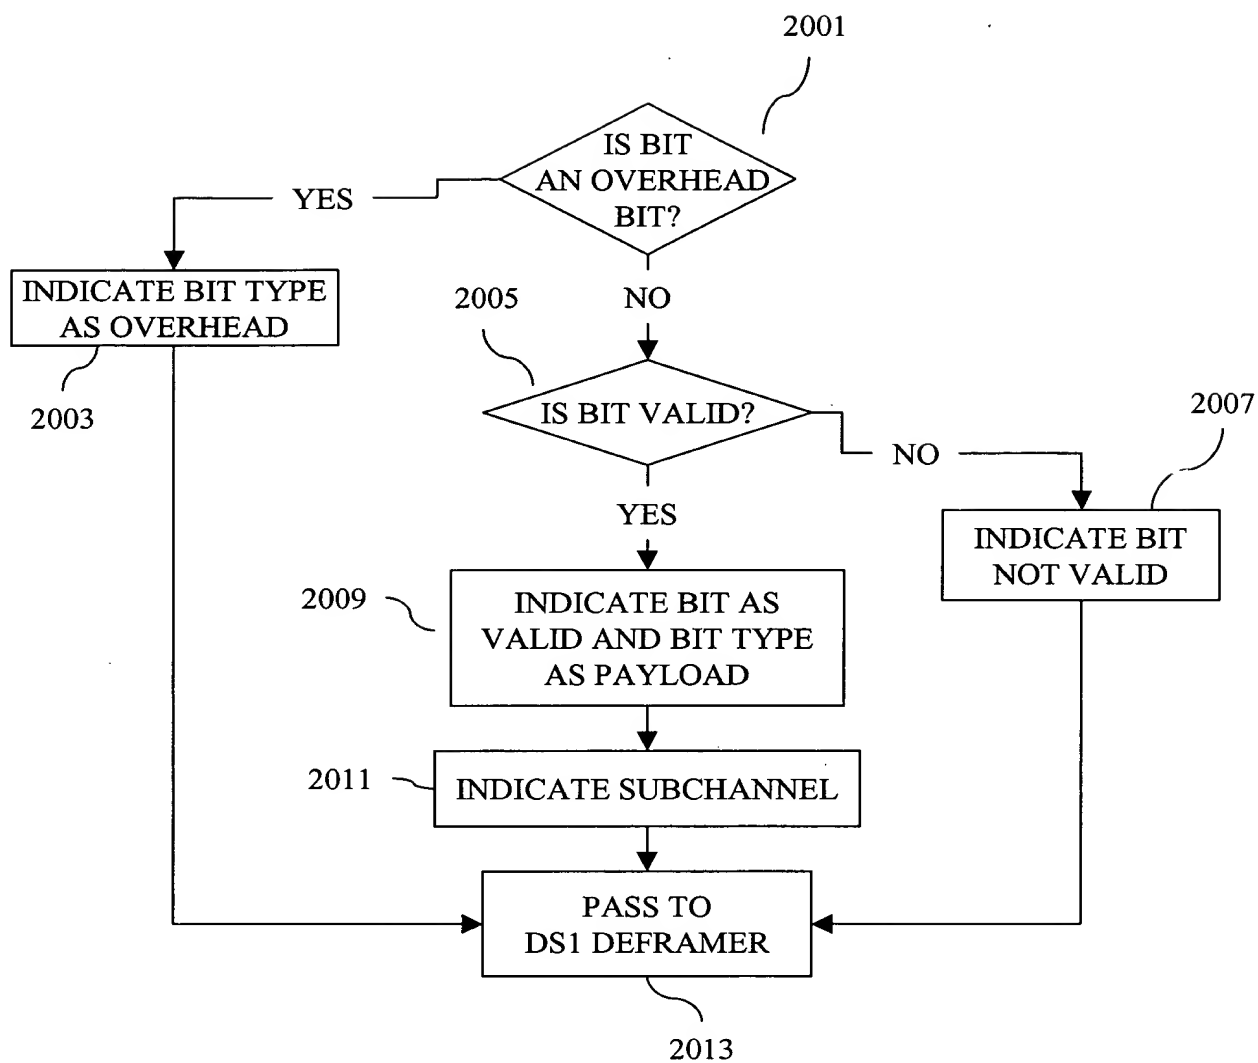 2001
IS BIT
AN OVERHEAD
BIT?
YES
INDICATE BIT TYPE
AS OVERHEAD
2003
NO
2005
IS BIT VALID?
NO
2007
INDICATE BIT
NOT VALID
YES
2009
INDICATE BIT AS
VALID AND BIT TYPE
AS PAYLOAD
2011
INDICATE SUBCHANNEL
PASS TO
DS1 DEFRAMER
2013